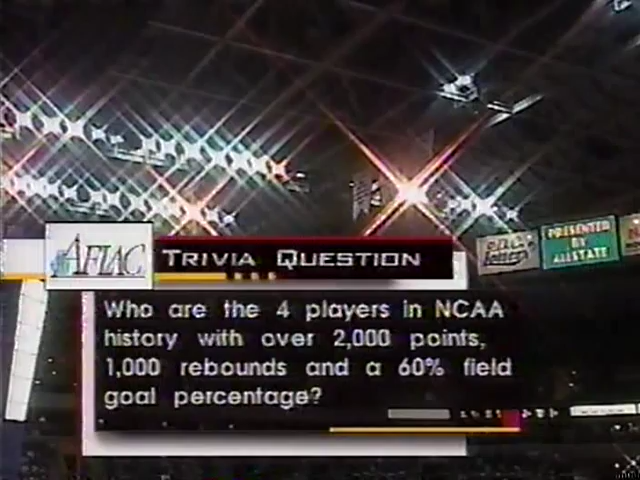 AFLAC
TRIVIA QUESTION
PRESENTED
BY
ALLSTATE
Who are the 4 players in NCAA
history with over 2,000 points,
1,000 rebounds and a 60% field
goal percentage?